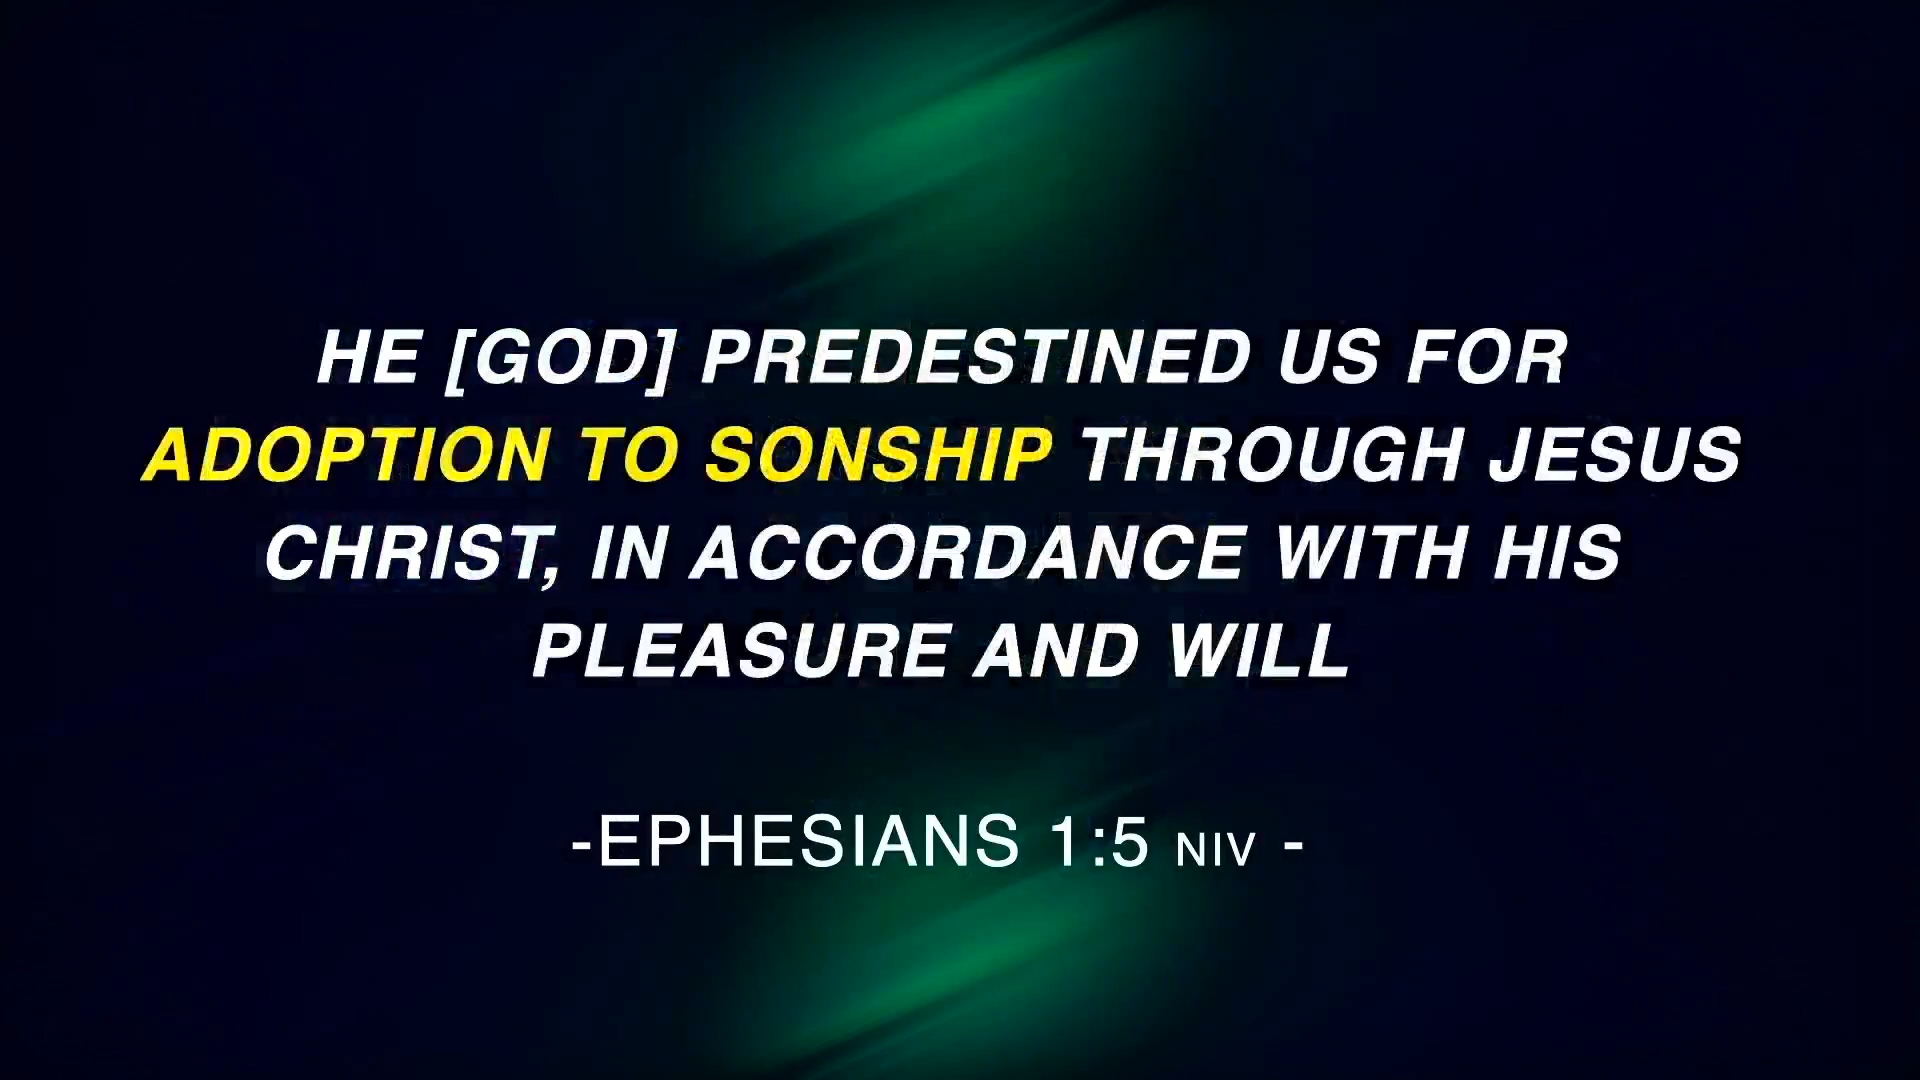 HE [GOD] PREDESTINED US FOR
ADOPTION TO SONSHIP THROUGH JESUS
CHRIST, IN ACCORDANCE WITH HIS
PLEASURE AND WILL
-EPHESIANS 1:5 NIV -